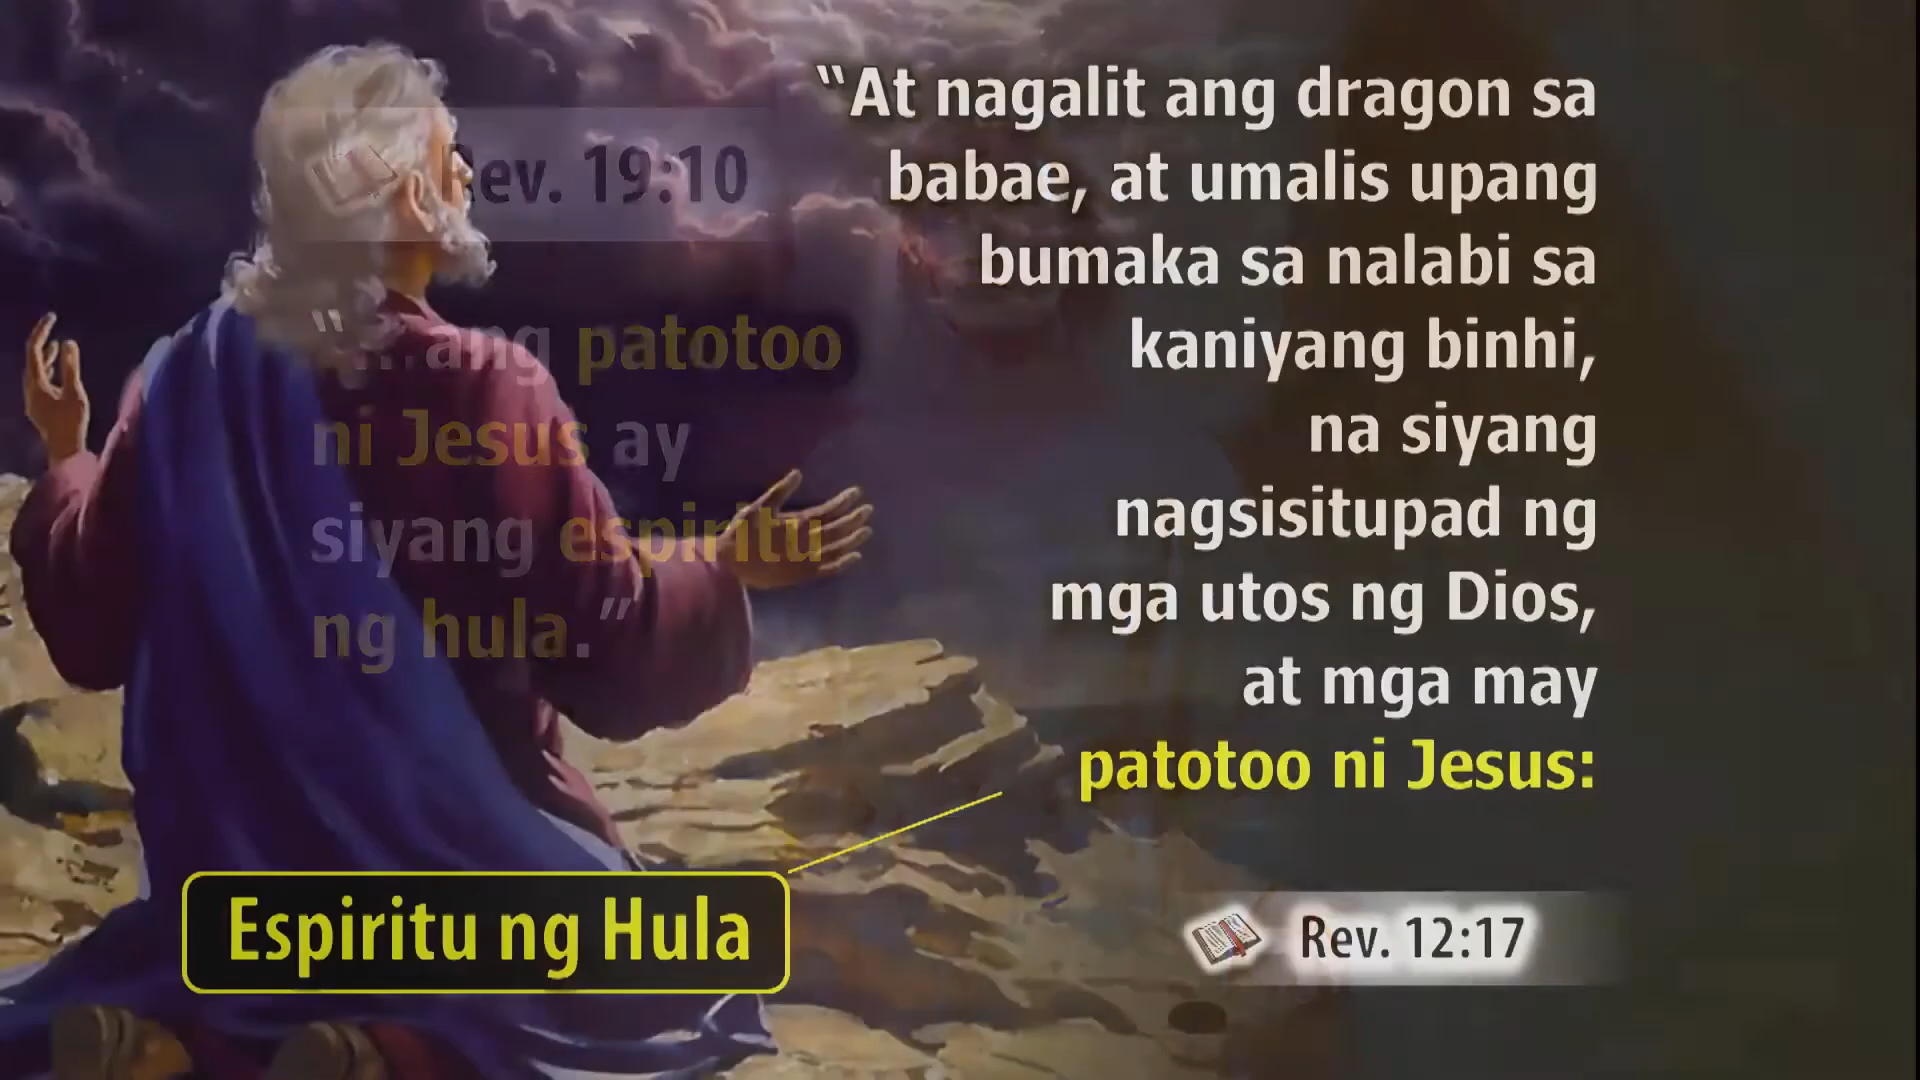 Rev. 19:10
"... ang patotoo
ni Jesus ay
siyang espiritu
ng hula."
“At nagalit ang dragon sa
babae, at umalis upang
bumaka sa nalabi sa
kaniyang binhi,
na siyang
nagsisitupad ng
mga utos ng Dios,
at mga may
patotoo ni Jesus:
Espiritu ng Hula
Rev. 12:17